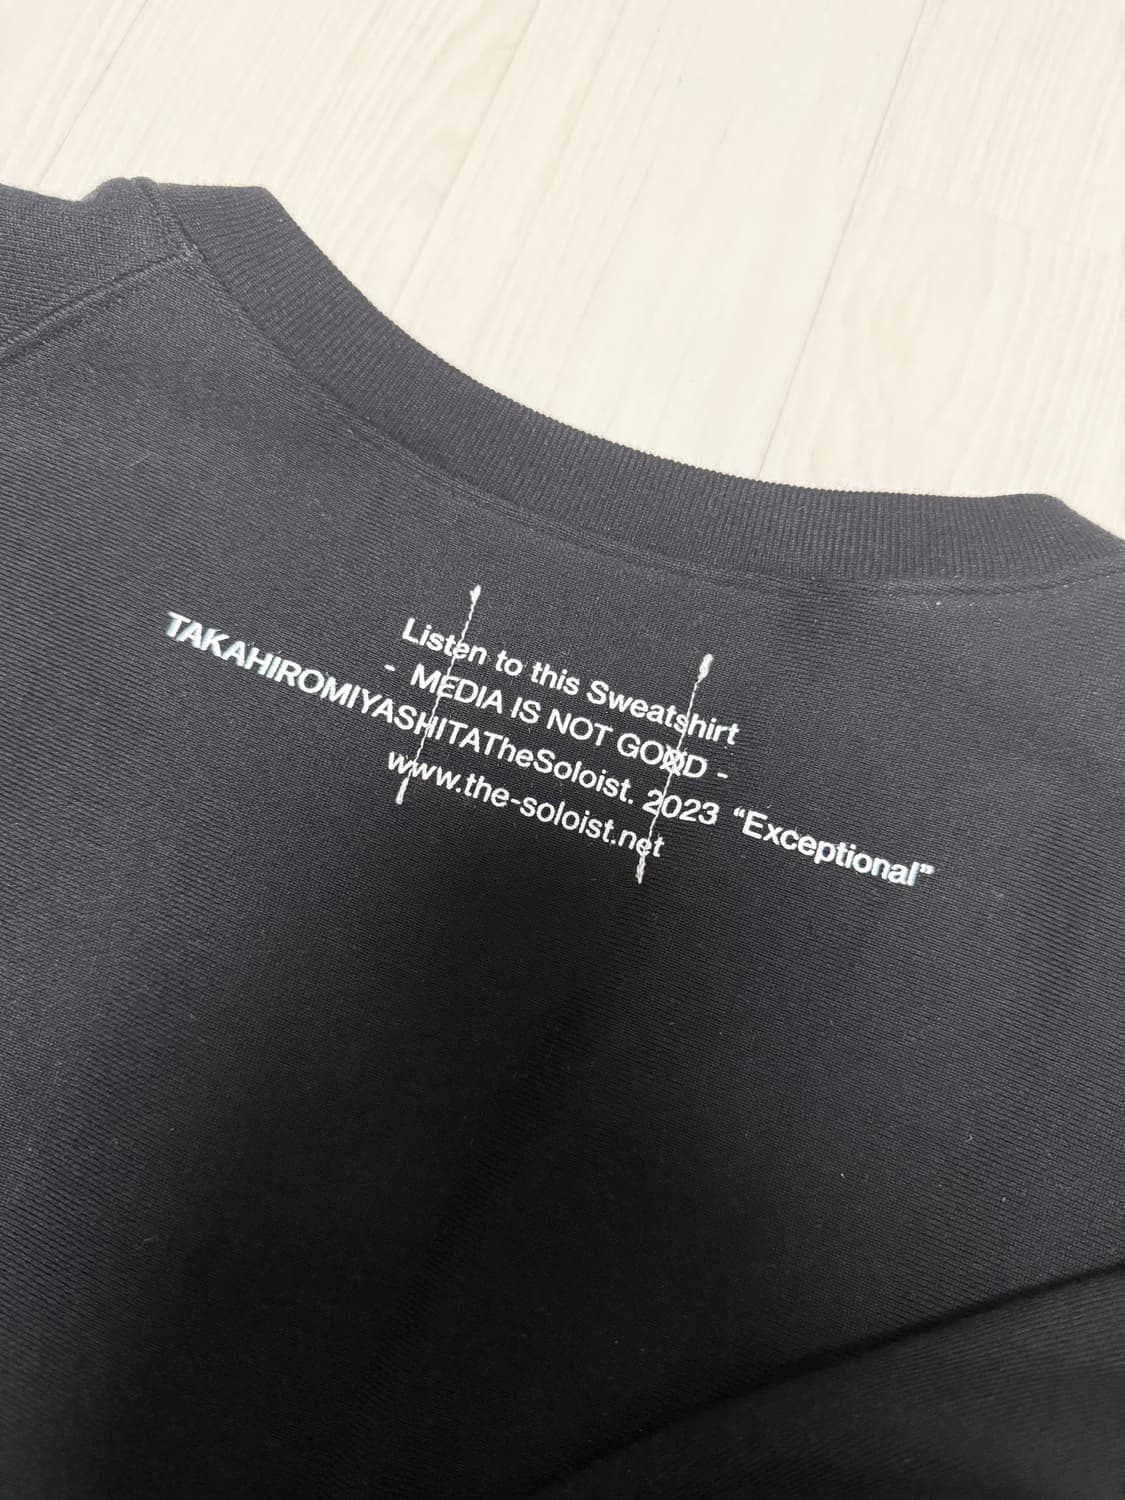 Listen to this Sweatshirt
- MEDIA IS NOT GOOD -
TAKAHIROMIYASHITATheSoloist. 2023 “Exceptional”
www.the-soloist.net